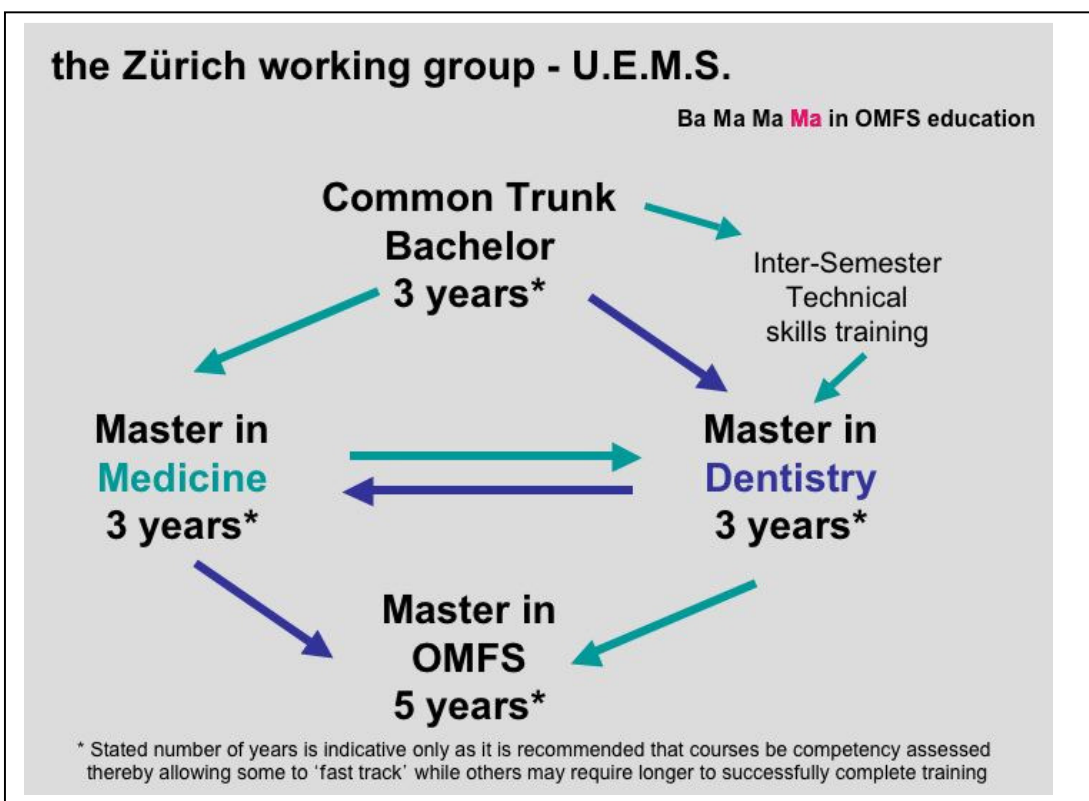 the Zürich working group - U.E.M.S.
Ba Ma Ma Ma in OMFS education
Common Trunk
Bachelor
3 years*
Inter-Semester
Technical
skills training
Master in
Medicine
3 years*
Master in
Dentistry
3 years*
Master in
OMFS
5 years*
* Stated number of years is indicative only as it is recommended that courses be competency assessed
thereby allowing some to ‘fast track’ while others may require longer to successfully complete training